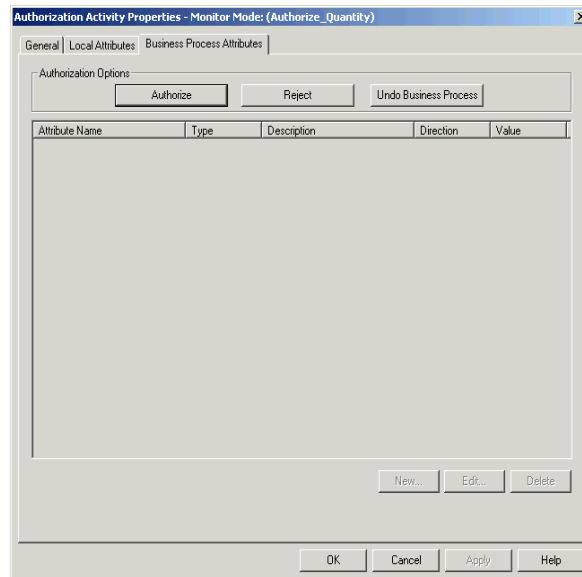 Authorization Activity Properties - Monitor Mode: (Authorize_Quantity)
General Local Attributes Business Process Attributes
Authorization Options
Authorize Reject Undo Business Process
Attribute Name Type Description Direction Value
New... Edit... Delete
OK Cancel Apply Help